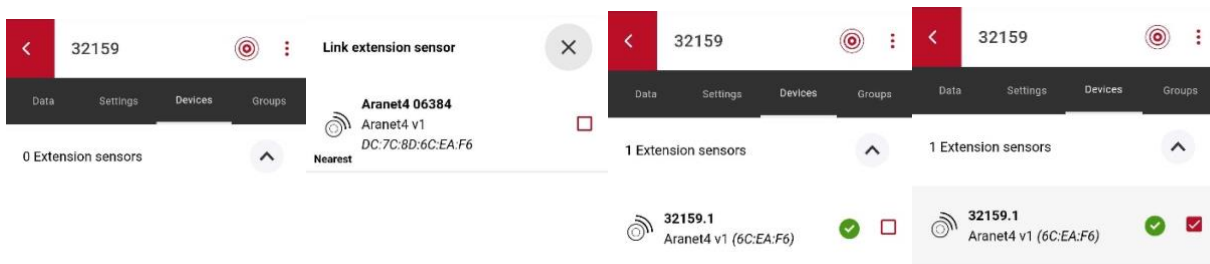 32159
Data Settings Devices Groups
0 Extension sensors
Link extension sensor
Aranet4 06384
Aranet4 v1
DC:7C:8D:6C:EA:F6
Nearest
32159
Data Settings Devices Groups
1 Extension sensors
32159.1
Aranet4 v1 (6C:EA:F6)
32159
Data Settings Devices Groups
1 Extension sensors
32159.1
Aranet4 v1 (6C:EA:F6)